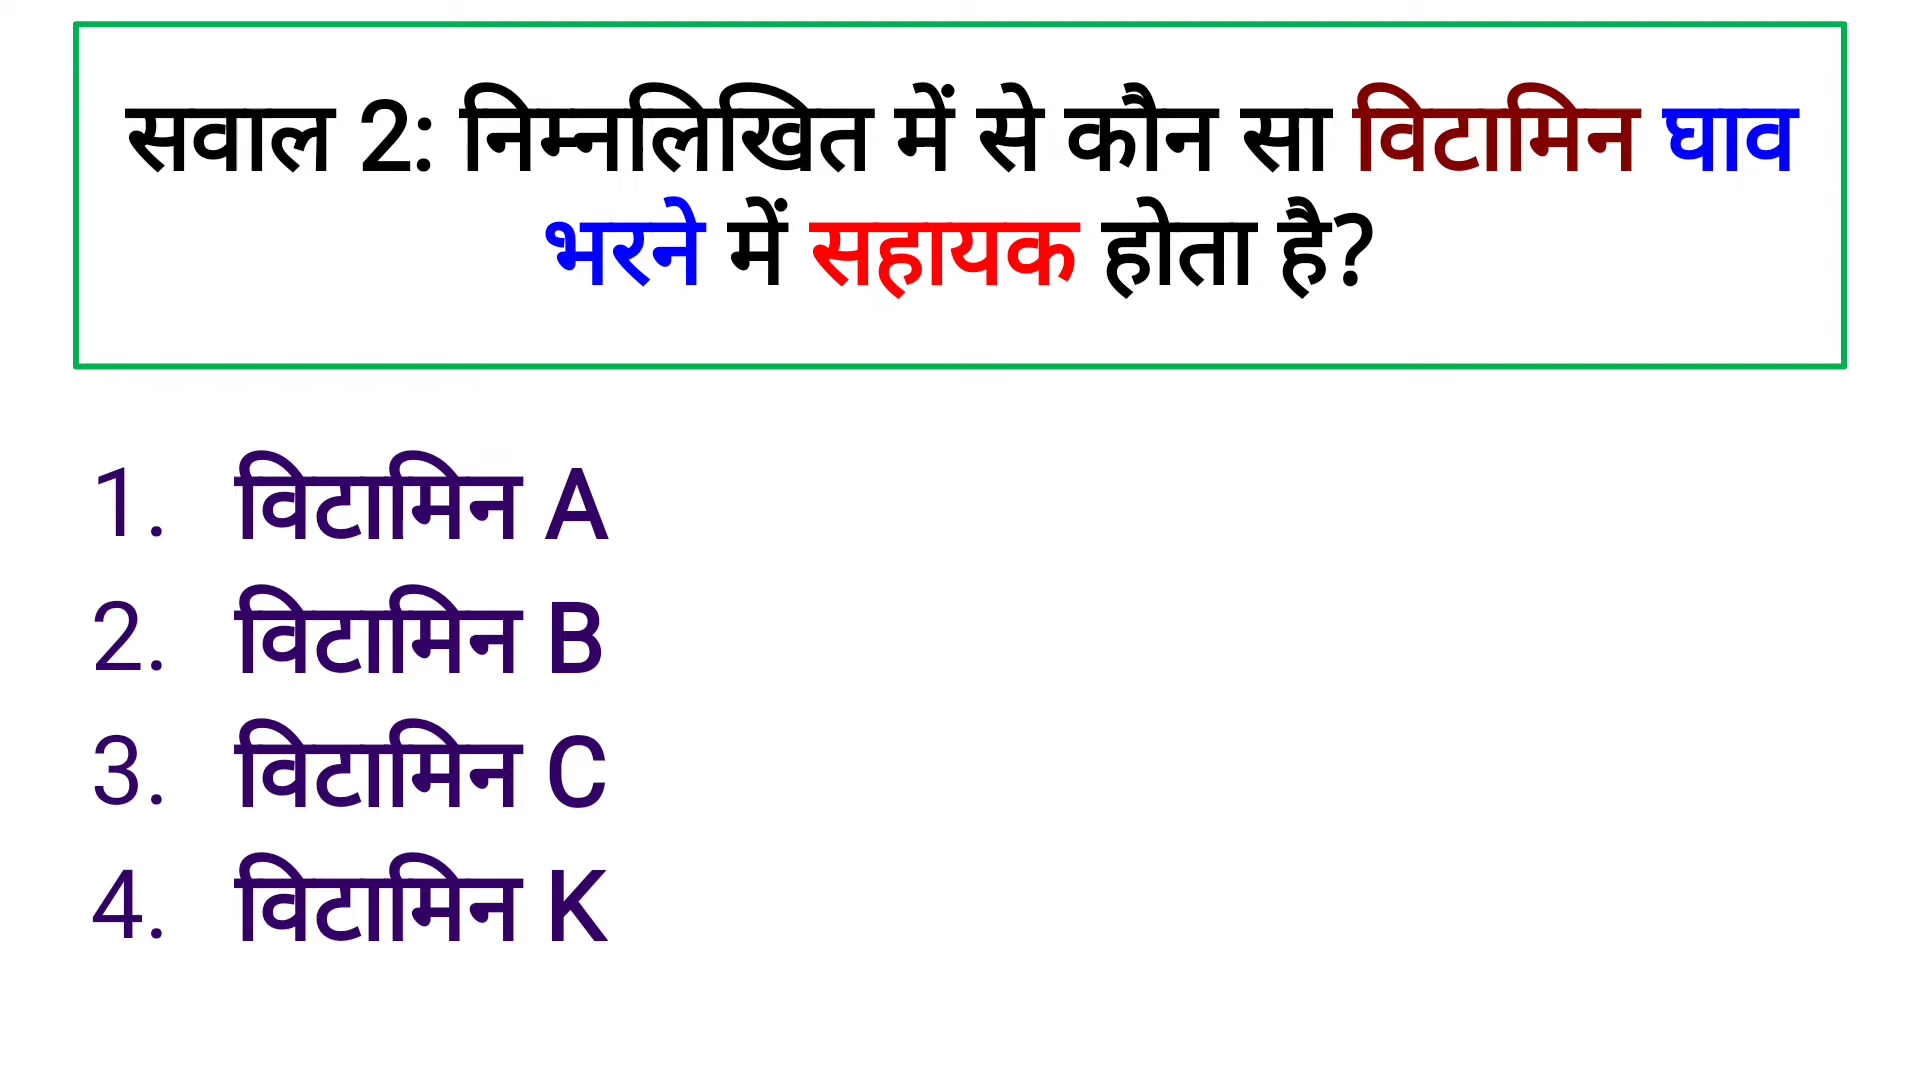 सवाल 2: निम्नलिखित में से कौन सा विटामिन घाव
भरने में सहायक होता है?
1. विटामिन A
2. विटामिन B
3. विटामिन C
4. विटामिन K